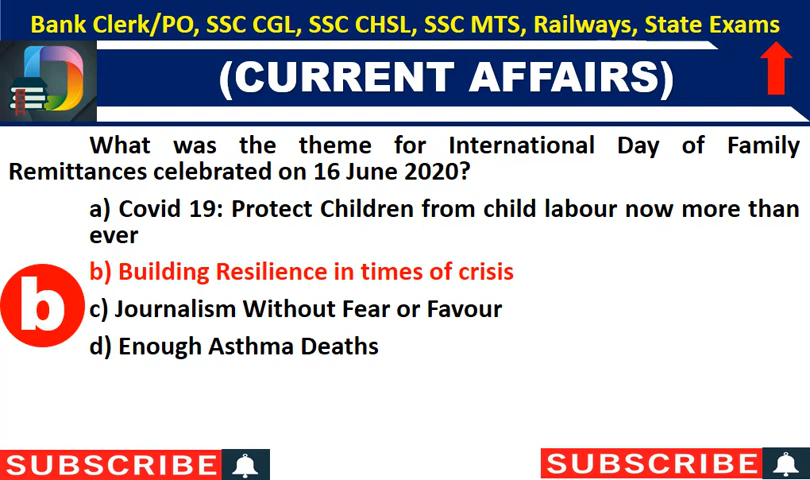 Bank Clerk/PO, SSC CGL, SSC CHSL, SSC MTS, Railways, State Exams
(CURRENT AFFAIRS)
What was the theme for International Day of Family
Remittances celebrated on 16 June 2020?
a) Covid 19: Protect Children from child labour now more than
ever
b) Building Resilience in times of crisis
b
c) Journalism Without Fear or Favour
d) Enough Asthma Deaths
SUBSCRIBE
SUBSCRIBE